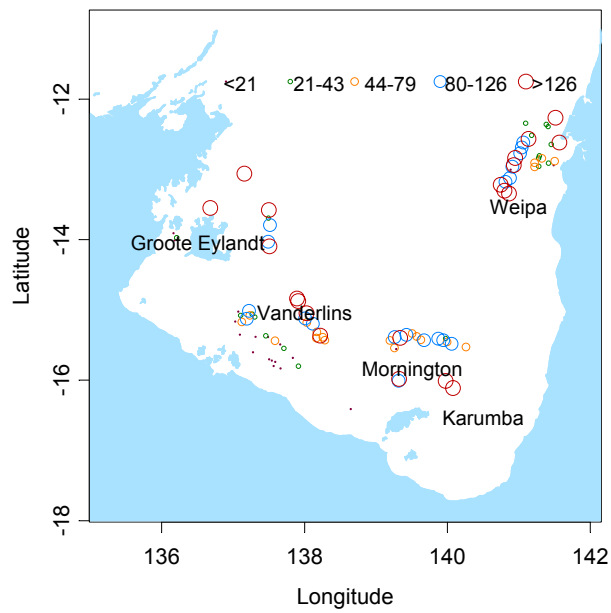 <21 21-43 44-79 80-126 >126
-12
Weipa
-14
Groote Eylandt
Latitude
Vanderlins
-16
Mornington
Karumba
-18
136 138 140 142
Longitude